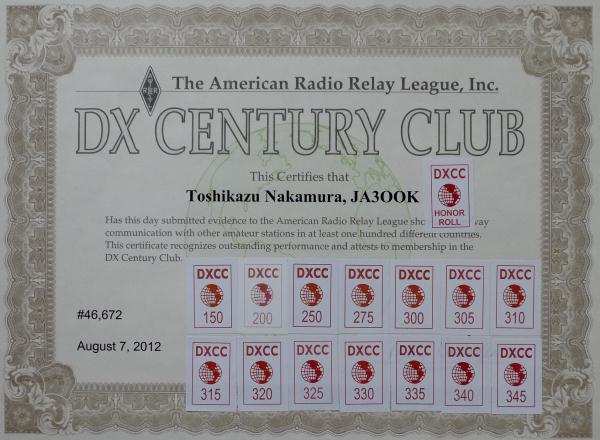 The American Radio Relay League, Inc.
DX CENTURY CLUB
This Certifies that
Toshikazu Nakamura, JA3OOK
DXCC
HONOR
ROLL
Has this day submitted evidence to the American Radio Relay League way
communication with other amateur stations in at least one hundred different countries.
This certificate recognizes outstanding performance and attests to membership in the
DX Century Club.
#46,672
August 7, 2012
DXCC DXCC DXCC DXCC DXCC DXCC DXCC
150 200 250 275 300 305 310
DXCC DXCC DXCC DXCC DXCC DXCC DXCC
315 320 325 330 335 340 345